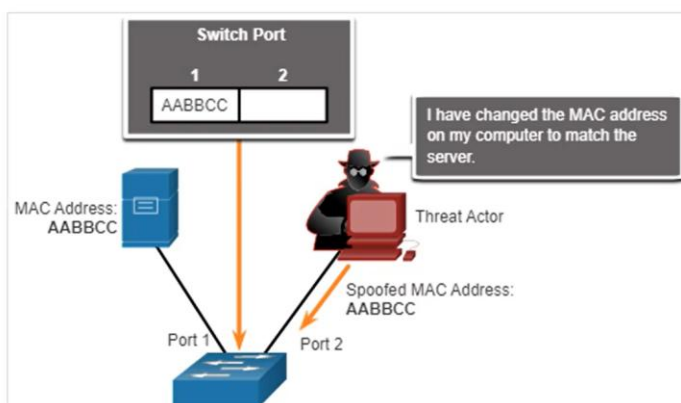 Switch Port
1 2
AABBCC
I have changed the MAC address
on my computer to match the
server.
MAC Address:
AABBCC
Threat Actor
Spoofed MAC Address:
AABBCC
Port 1
Port 2